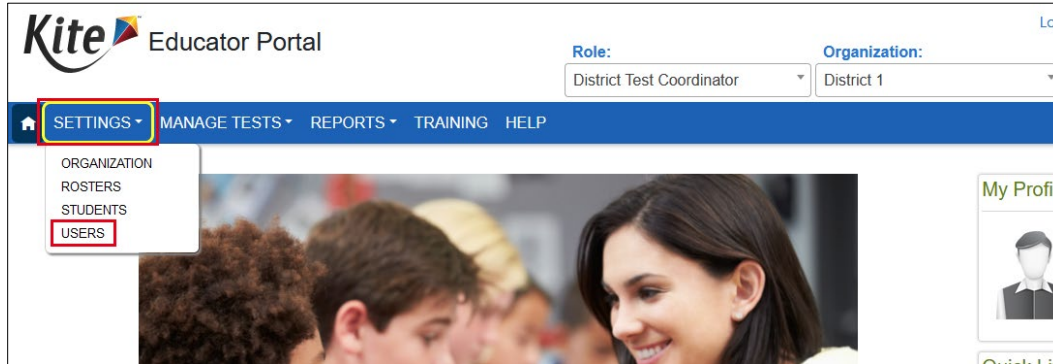 Kite Educator Portal
Lo
Role: Organization:
District Test Coordinator District 1
SETTINGS MANAGE TESTS REPORTS TRAINING HELP
ORGANIZATION
ROSTERS
STUDENTS
USERS
My Profi